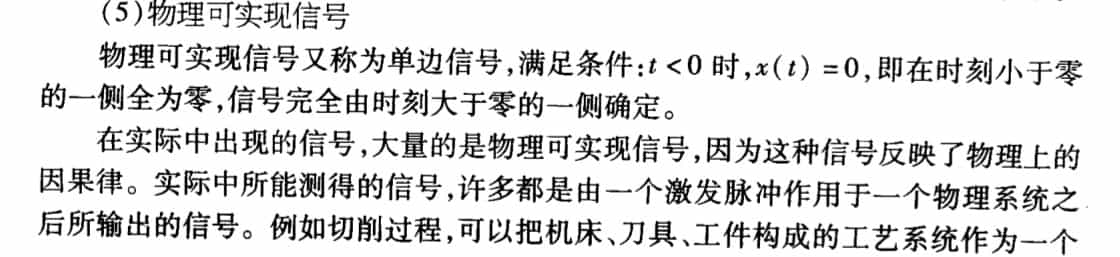 (5)物理可实现信号
物理可实现信号又称为单边信号,满足条件:t<0 时,x(t) =0,即在时刻小于零
的一侧全为零,信号完全由时刻大于零的一侧确定。
在实际中出现的信号,大量的是物理可实现信号,因为这种信号反映了物理上的
因果律。实际中所能测得的信号,许多都是由一个激发脉冲作用于一个物理系统之
后所输出的信号。例如切削过程,可以把机床、刀具、工件构成的工艺系统作为一个